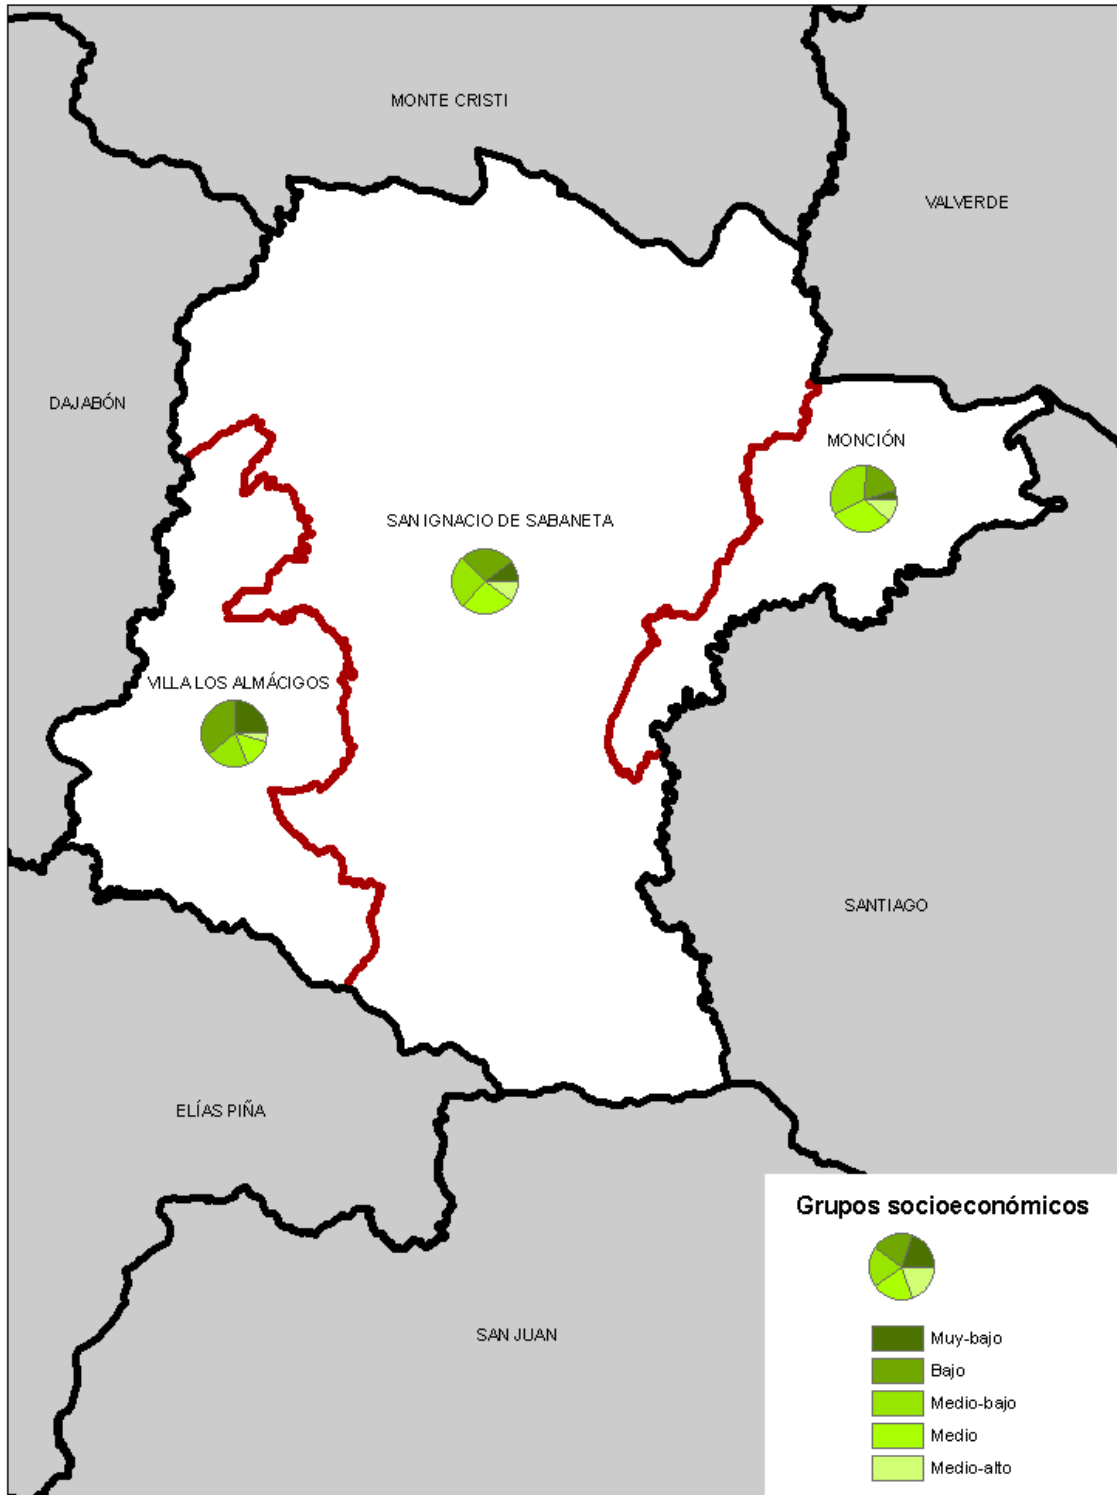 MONTE CRISTI
VALVERDE
DAJABÓN
MONCIÓN
SAN IGNACIO DE SABANETA
VILLA LOS ALMÁCIGOS
SANTIAGO
ELÍAS PIÑA
SAN JUAN
Grupos socioeconómicos
Muy-bajo
Bajo
Medio-bajo
Medio
Medio-alto